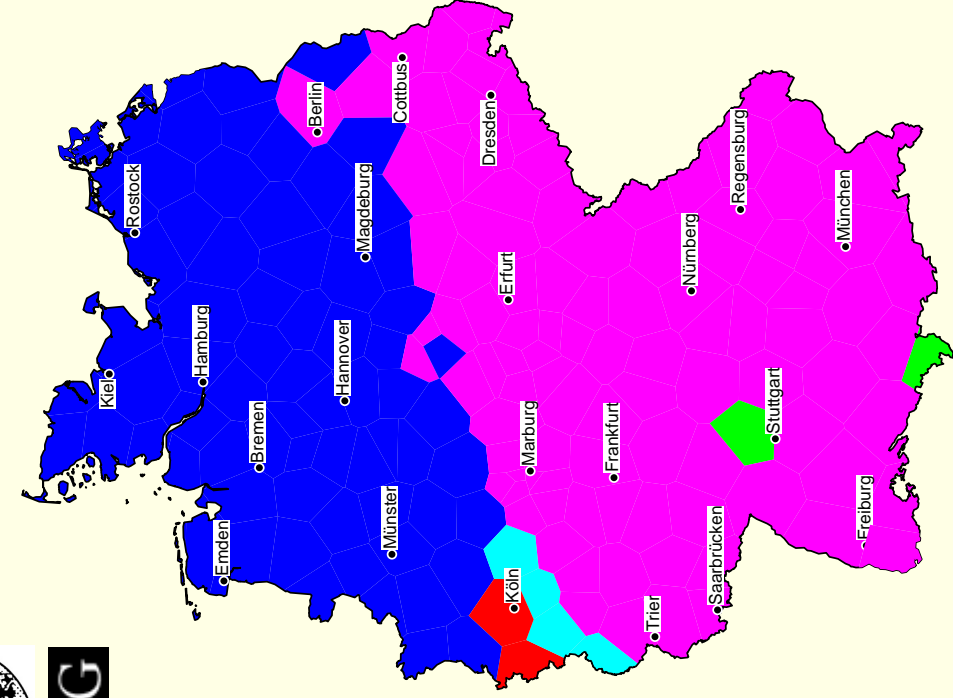 Kiel
Rostock
Hamburg
Emden
Bremen
Berlin
Hannover
Magdeburg
Cottbus
Münster
Dresden
Köln
Erfurt
Marburg
Frankfurt
Trier
Saarbrücken
Nürnberg
Regensburg
Stuttgart
München
Freiburg
G